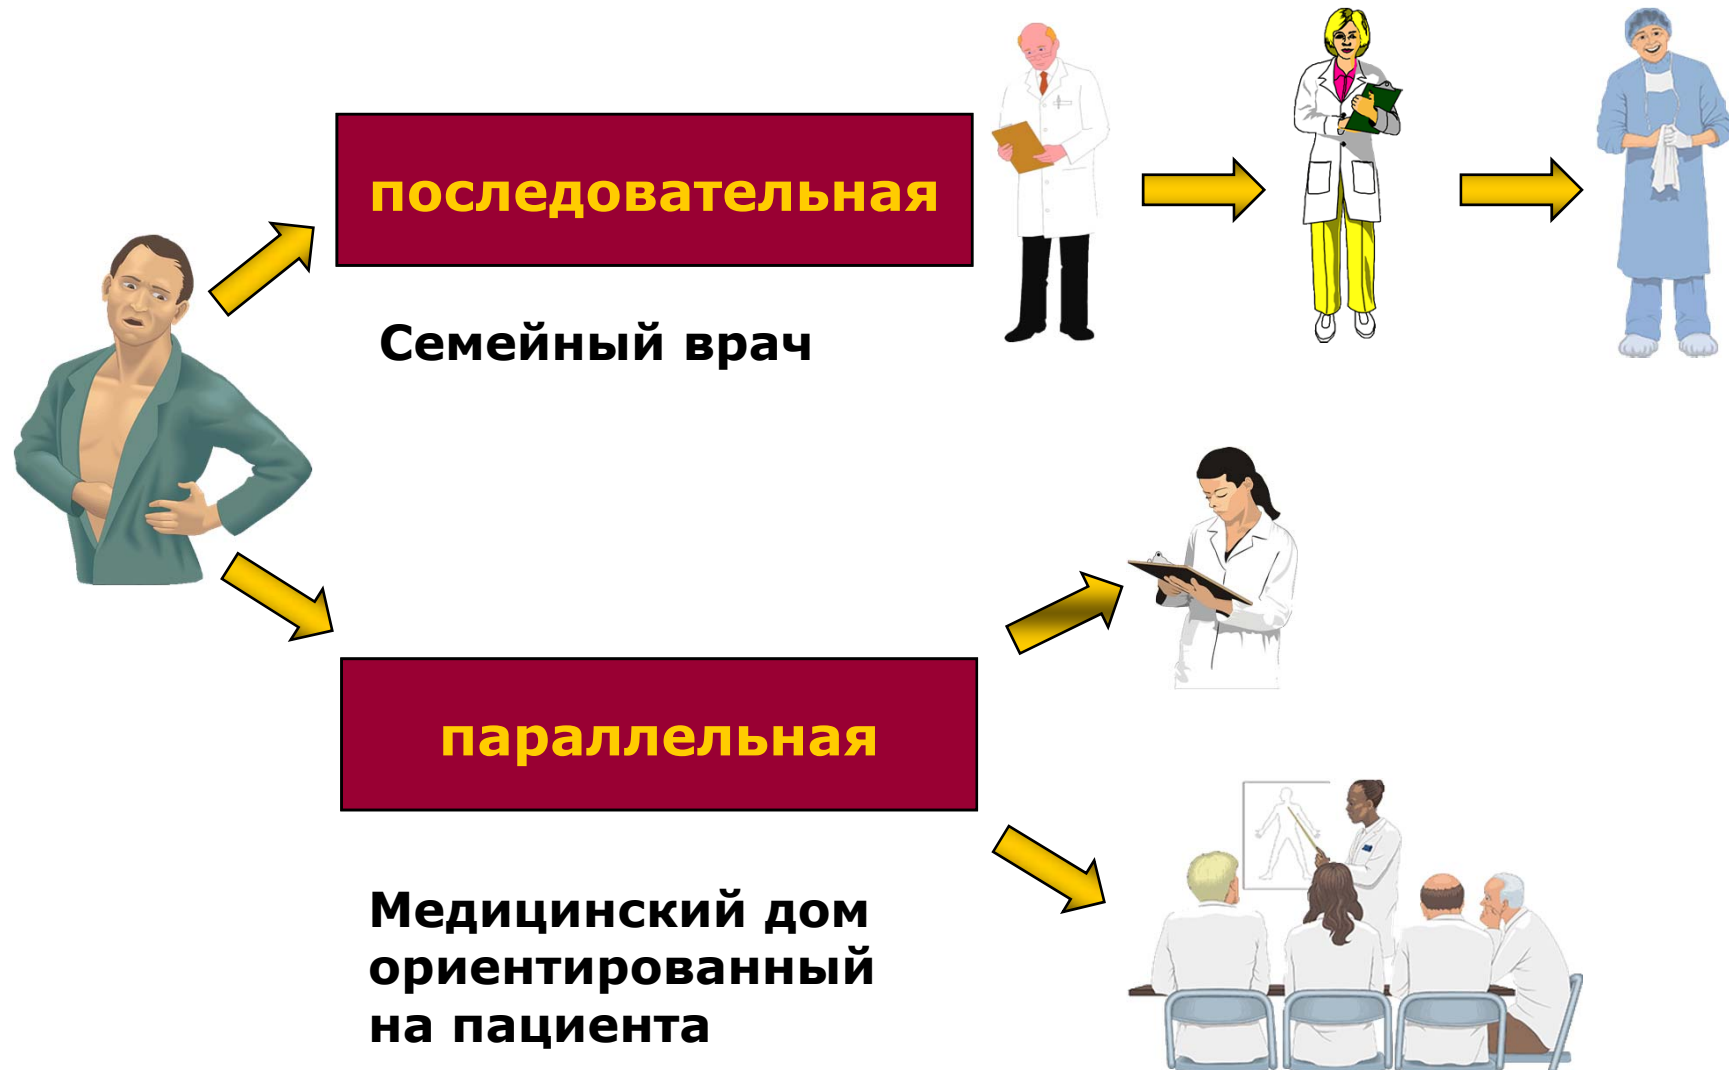 последовательная
Семейный врач
параллельная
Медицинский дом
ориентированный
на пациента